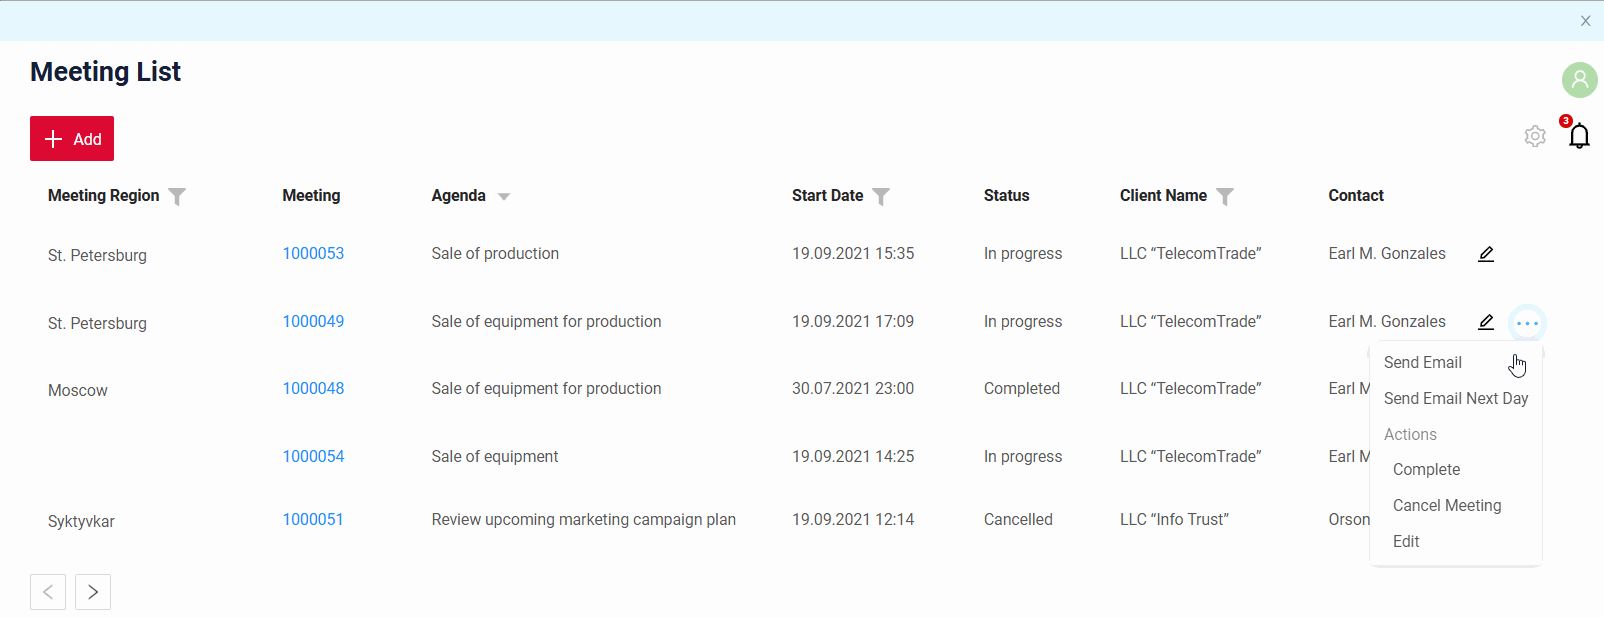 Meeting List
3
+ Add
Meeting Region Meeting Agenda Start Date Status Client Name Contact
St. Petersburg 1000053 Sale of production 19.09.2021 15:35 In progress LLC “TelecomTrade” Earl M. Gonzales
St. Petersburg 1000049 Sale of equipment for production 19.09.2021 17:09 In progress LLC “TelecomTrade” Earl M. Gonzales
Moscow 1000048 Sale of equipment for production 30.07.2021 23:00 Completed LLC “TelecomTrade” Earl M
1000054 Sale of equipment 19.09.2021 14:25 In progress LLC “TelecomTrade” Earl M
Syktyvkar 1000051 Review upcoming marketing campaign plan 19.09.2021 12:14 Cancelled LLC “Info Trust” Orson
Send Email
Send Email Next Day
Actions
Complete
Cancel Meeting
Edit